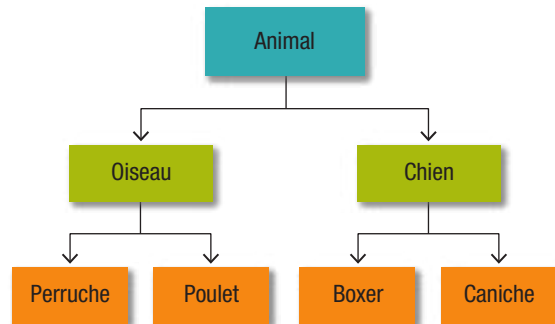 Animal
Oiseau
Chien
Perruche
Poulet
Boxer
Caniche